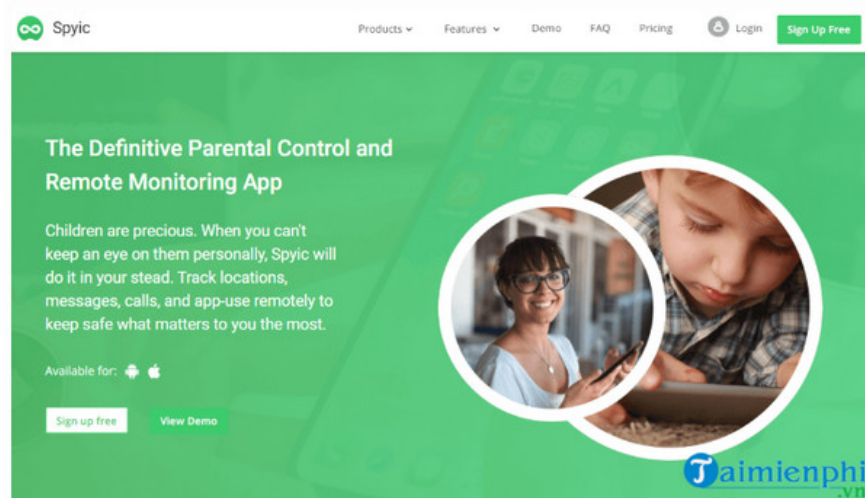 Spyic
Products
Features
Demo
FAQ
Pricing
Login
Sign Up Free
The Definitive Parental Control and
Remote Monitoring App
Children are precious. When you can't
keep an eye on them personally, Spyic will
do it in your stead. Track locations,
messages, calls, and app-use remotely to
keep safe what matters to you the most.
Available for:
Sign up free
View Demo
Taimienphi
.vn